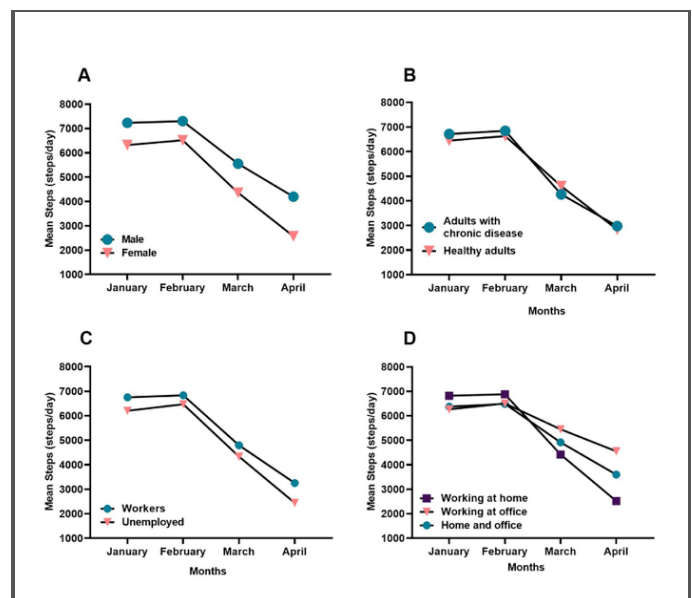 A
Mean Steps (steps/day)
8000
7000
6000
5000
4000
3000
2000
1000
Male
Female
January February March April
B
Mean Steps (steps/day)
8000
7000
6000
5000
4000
3000
2000
1000
Adults with
chronic disease
Healthy adults
January February March April
Months
C
Mean Steps (steps/day)
8000
7000
6000
5000
4000
3000
2000
1000
Workers
Unemployed
January February March April
Months
D
Mean Steps (steps/day)
8000
7000
6000
5000
4000
3000
2000
1000
Working at home
Working at office
Home and office
January February March April
Months